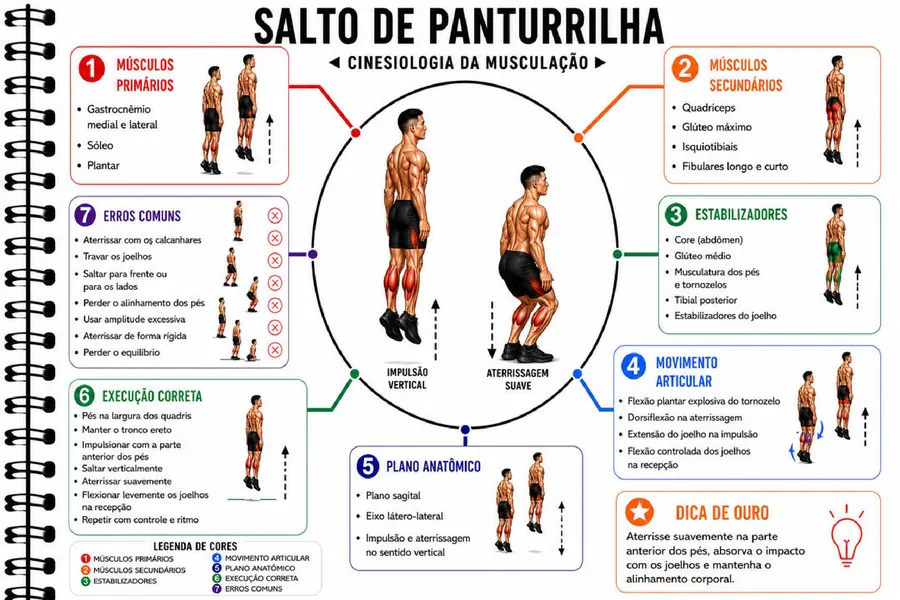 SALTO DE PANTURRILHA
◄ CINESIOLOGIA DA MUSCULAÇÃO ►
1 MÚSCULOS
PRIMÁRIOS
• Gastrocnêmio
medial e lateral
• Sóleo
• Plantar
2 MÚSCULOS
SECUNDÁRIOS
• Quadríceps
• Glúteo máximo
• Isquiotibiais
• Fibulares longo e curto
7 ERROS COMUNS
• Aterrissar com os calcanhares
• Travar os joelhos
• Saltar para frente ou
para os lados
• Perder o alinhamento dos pés
• Usar amplitude excessiva
• Aterrissar de forma rígida
• Perder o equilíbrio
3 ESTABILIZADORES
• Core (abdômen)
• Glúteo médio
• Musculatura dos pés
e tornozelos
• Tibial posterior
• Estabilizadores do joelho
IMPULSÃO
VERTICAL
ATERRISSAGEM
SUAVE
6 EXECUÇÃO CORRETA
• Pés na largura dos quadris
• Manter o tronco ereto
• Impulsionar com a parte
anterior dos pés
• Saltar verticalmente
• Aterrissar suavemente
• Flexionar levemente os joelhos
na recepção
• Repetir com controle e ritmo
4 MOVIMENTO
ARTICULAR
• Flexão plantar explosiva do tornozelo
• Dorsiflexão na aterrissagem
• Extensão do joelho na impulsão
• Flexão controlada dos joelhos
na recepção
5 PLANO ANATÔMICO
• Plano sagital
• Eixo látero-lateral
• Impulsão e aterrissagem
no sentido vertical
DICA DE OURO
Aterrisse suavemente na parte
anterior dos pés, absorva o impacto
com os joelhos e mantenha o
alinhamento corporal.
LEGENDA DE CORES
1 MÚSCULOS PRIMÁRIOS
2 MÚSCULOS SECUNDÁRIOS
3 ESTABILIZADORES
4 MOVIMENTO ARTICULAR
5 PLANO ANATÔMICO
6 EXECUÇÃO CORRETA
7 ERROS COMUNS